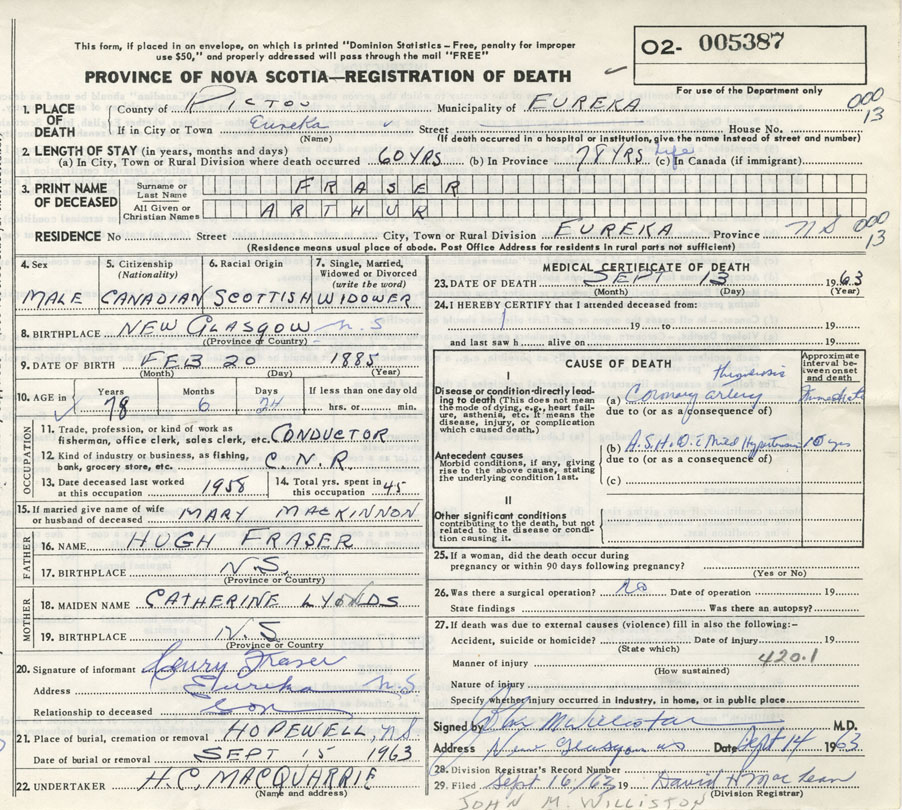 This form, if placed in an envelope, on which is printed "Dominion Statistics – Free, penalty for improper
use $50," and properly addressed will pass through the mail "FREE"
O2- 005387
PROVINCE OF NOVA SCOTIA—REGISTRATION OF DEATH
For use of the Department only
1. PLACE OF DEATH County of PICTOU Municipality of EUREKA 000 13
If in City or Town Eureka (Name) Street House No.
(If death occurred in a hospital or institution, give the name instead of street and number)
2. LENGTH OF STAY (in years, months and days)
(a) In City, Town or Rural Division where death occurred 60 YRS (b) In Province 78 YRS Life (c) In Canada (if immigrant)
3. PRINT NAME OF DECEASED Surname or Last Name FRASER
All Given or Christian Names ARTHUR
RESIDENCE No Street City, Town or Rural Division EUREKA Province NS 000 13
(Residence means usual place of abode. Post Office Address for residents in rural parts not sufficient)
4. Sex MALE
5. Citizenship (Nationality) CANADIAN
6. Racial Origin SCOTTISH
7. Single, Married, Widowed or Divorced (write the word) WIDOWER
8. BIRTHPLACE NEW GLASGOW N.S
(Province or Country)
9. DATE OF BIRTH FEB 20 1885
(Month) (Day) (Year)
10. AGE in Years 78 Months 6 Days 24 If less than one day old hrs. or min.
OCCUPATION
11. Trade, profession, or kind of work as fisherman, office clerk, sales clerk, etc. CONDUCTOR
12. Kind of industry or business, as fishing, bank, grocery store, etc. C.N.R.
13. Date deceased last worked at this occupation 1958
14. Total yrs. spent in this occupation 45
15. If married give name of wife or husband of deceased MARY MACKINNON
FATHER
16. NAME HUGH FRASER
17. BIRTHPLACE N.S
(Province or Country)
MOTHER
18. MAIDEN NAME CATHERINE LYONDS
19. BIRTHPLACE N.S
(Province or Country)
20. Signature of informant Fraser
Address Eureka N.S
Relationship to deceased Son
21. Place of burial, cremation or removal HOPEWELL, N.S
Date of burial or removal SEPT 15 1963
22. UNDERTAKER H.C. MACQUARRIE
(Name and address)
MEDICAL CERTIFICATE OF DEATH
23. DATE OF DEATH SEPT 13 1963
(Month) (Day) (Year)
24. I HEREBY CERTIFY that I attended deceased from:
19 to 19
and last saw h alive on 19
CAUSE OF DEATH
Approximate interval between onset and death
I
Disease or condition directly leading to death (This does not mean the mode of dying, e.g., heart failure, asthenia, etc. It means the disease, injury, or complication which caused death.)
(a) Coronary artery thrombosis Immediate
due to (or as a consequence of)
Antecedent causes
Morbid conditions, if any, giving rise to the above cause, stating the underlying condition last.
(b) A.S.H.D. c Mild Hypertension 10 yrs
due to (or as a consequence of)
(c)
II
Other significant conditions
contributing to the death, but not related to the disease or condition causing it.
25. If a woman, did the death occur during
pregnancy or within 90 days following pregnancy?
(Yes or No)
26. Was there a surgical operation? no Date of operation 19
State findings Was there an autopsy?
27. If death was due to external causes (violence) fill in also the following:-
Accident, suicide or homicide? Date of injury 19
(State which)
420.1
Manner of injury
(How sustained)
Nature of injury
Specify whether injury occurred in industry, in home, or in public place
Signed by M Williston M.D.
Address New Glasgow NS Date Sept 14 1963
28. Division Registrar's Record Number
29. Filed Sept 16/63 19 David H MacLean
(Division Registrar)
JOHN M. WILLISTON